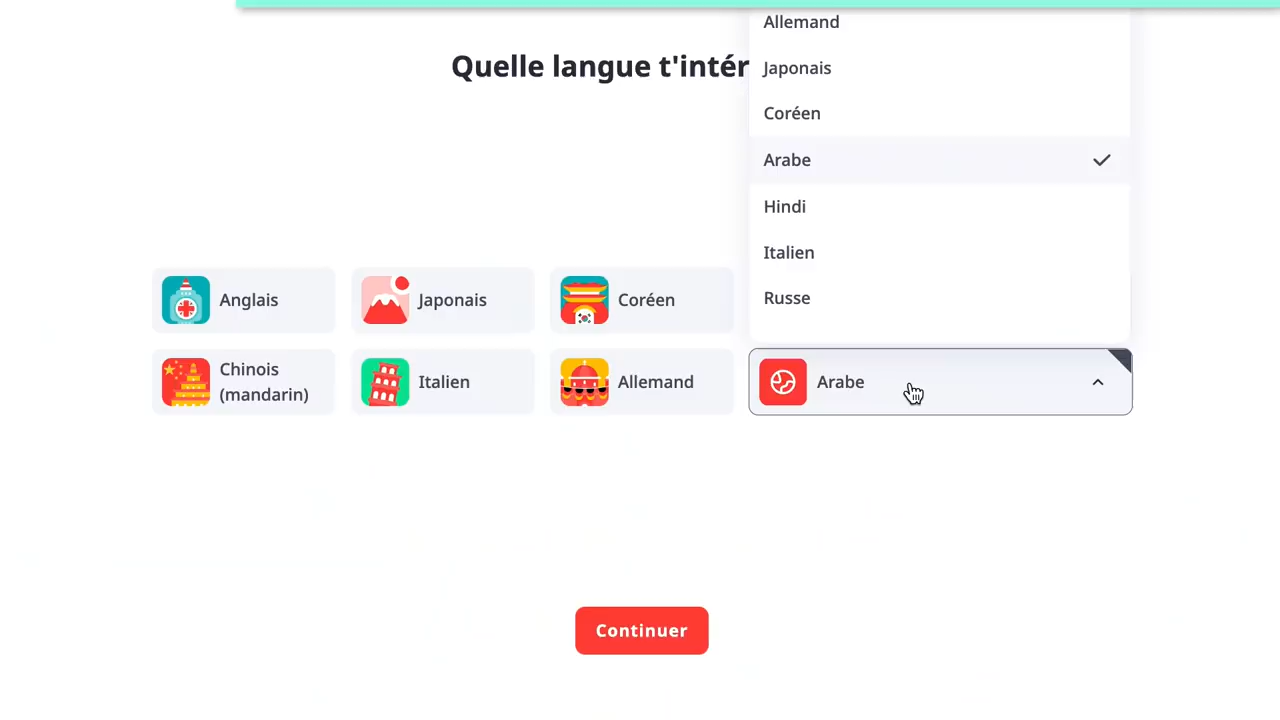 Quelle langue t'intér
Allemand
Japonais
Coréen
Arabe
Hindi
Italien
Russe
Anglais
Japonais
Coréen
Chinois
(mandarin)
Italien
Allemand
Arabe
Continuer